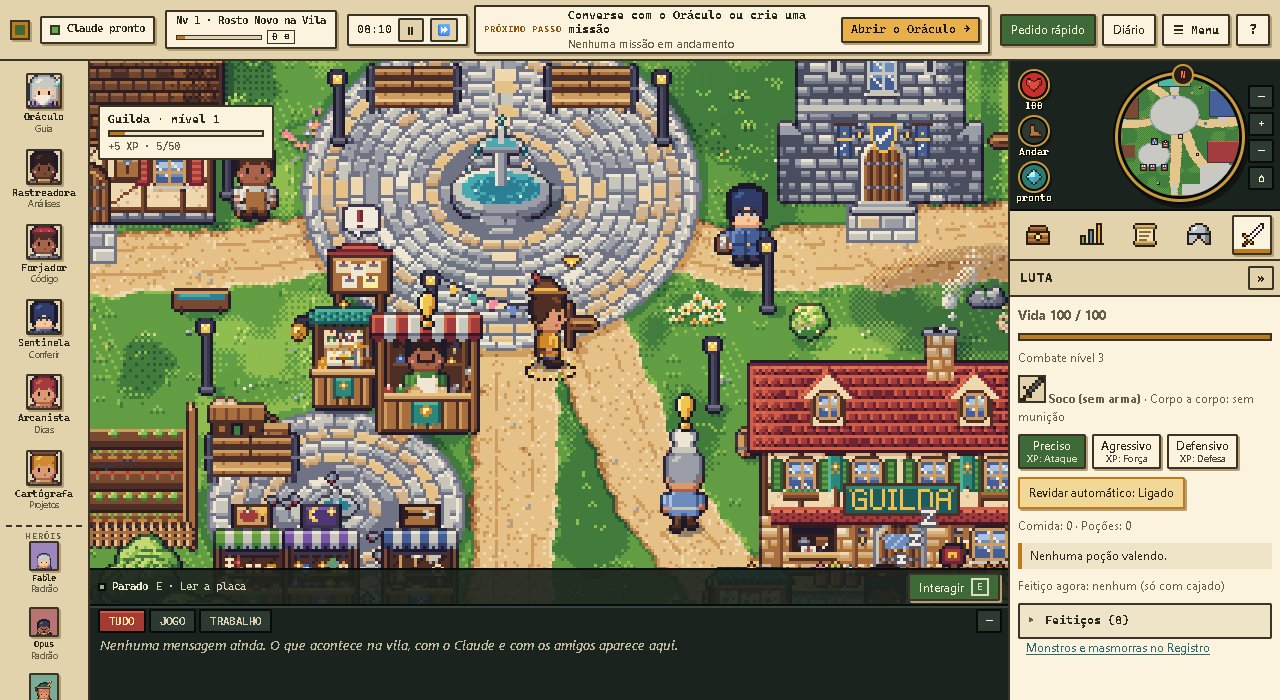 Claude pronto
Nv 1 · Rosto Novo na Vila
06:10
PRÓXIMO PASSO
Converse com o Oráculo ou crie uma missão
Nenhuma missão em andamento
Abrir o Oráculo →
Pedido rápido
Diário
☰ Menu
?
Oráculo
Guia
Rastreadora
Análises
Forjador
Código
Sentinela
Conferir
Arcanista
Dicas
Cartógrafa
Projetos
HERÓIS
Fable
Padrão
Opus
Padrão
Guilda · nível 1
+5 XP · 5/50
GUILDA
Parado E · Ler a placa
Interagir E
TUDO
JOGO
TRABALHO
−
Nenhuma mensagem ainda. O que acontece na vila, com o Claude e com os amigos aparece aqui.
N
100
Andar
pronto
−
+
−
LUTA
»
Vida 100 / 100
Combate nível 3
Soco (sem arma) · Corpo a corpo: sem
munição
Preciso
XP: Ataque
Agressivo
XP: Força
Defensivo
XP: Defesa
Revidar automático: Ligado
Comida: 0 · Poções: 0
Nenhuma poção valendo.
Feitiço agora: nenhum (só com cajado)
Feitiços (8)
Monstros e masmorras no Registro